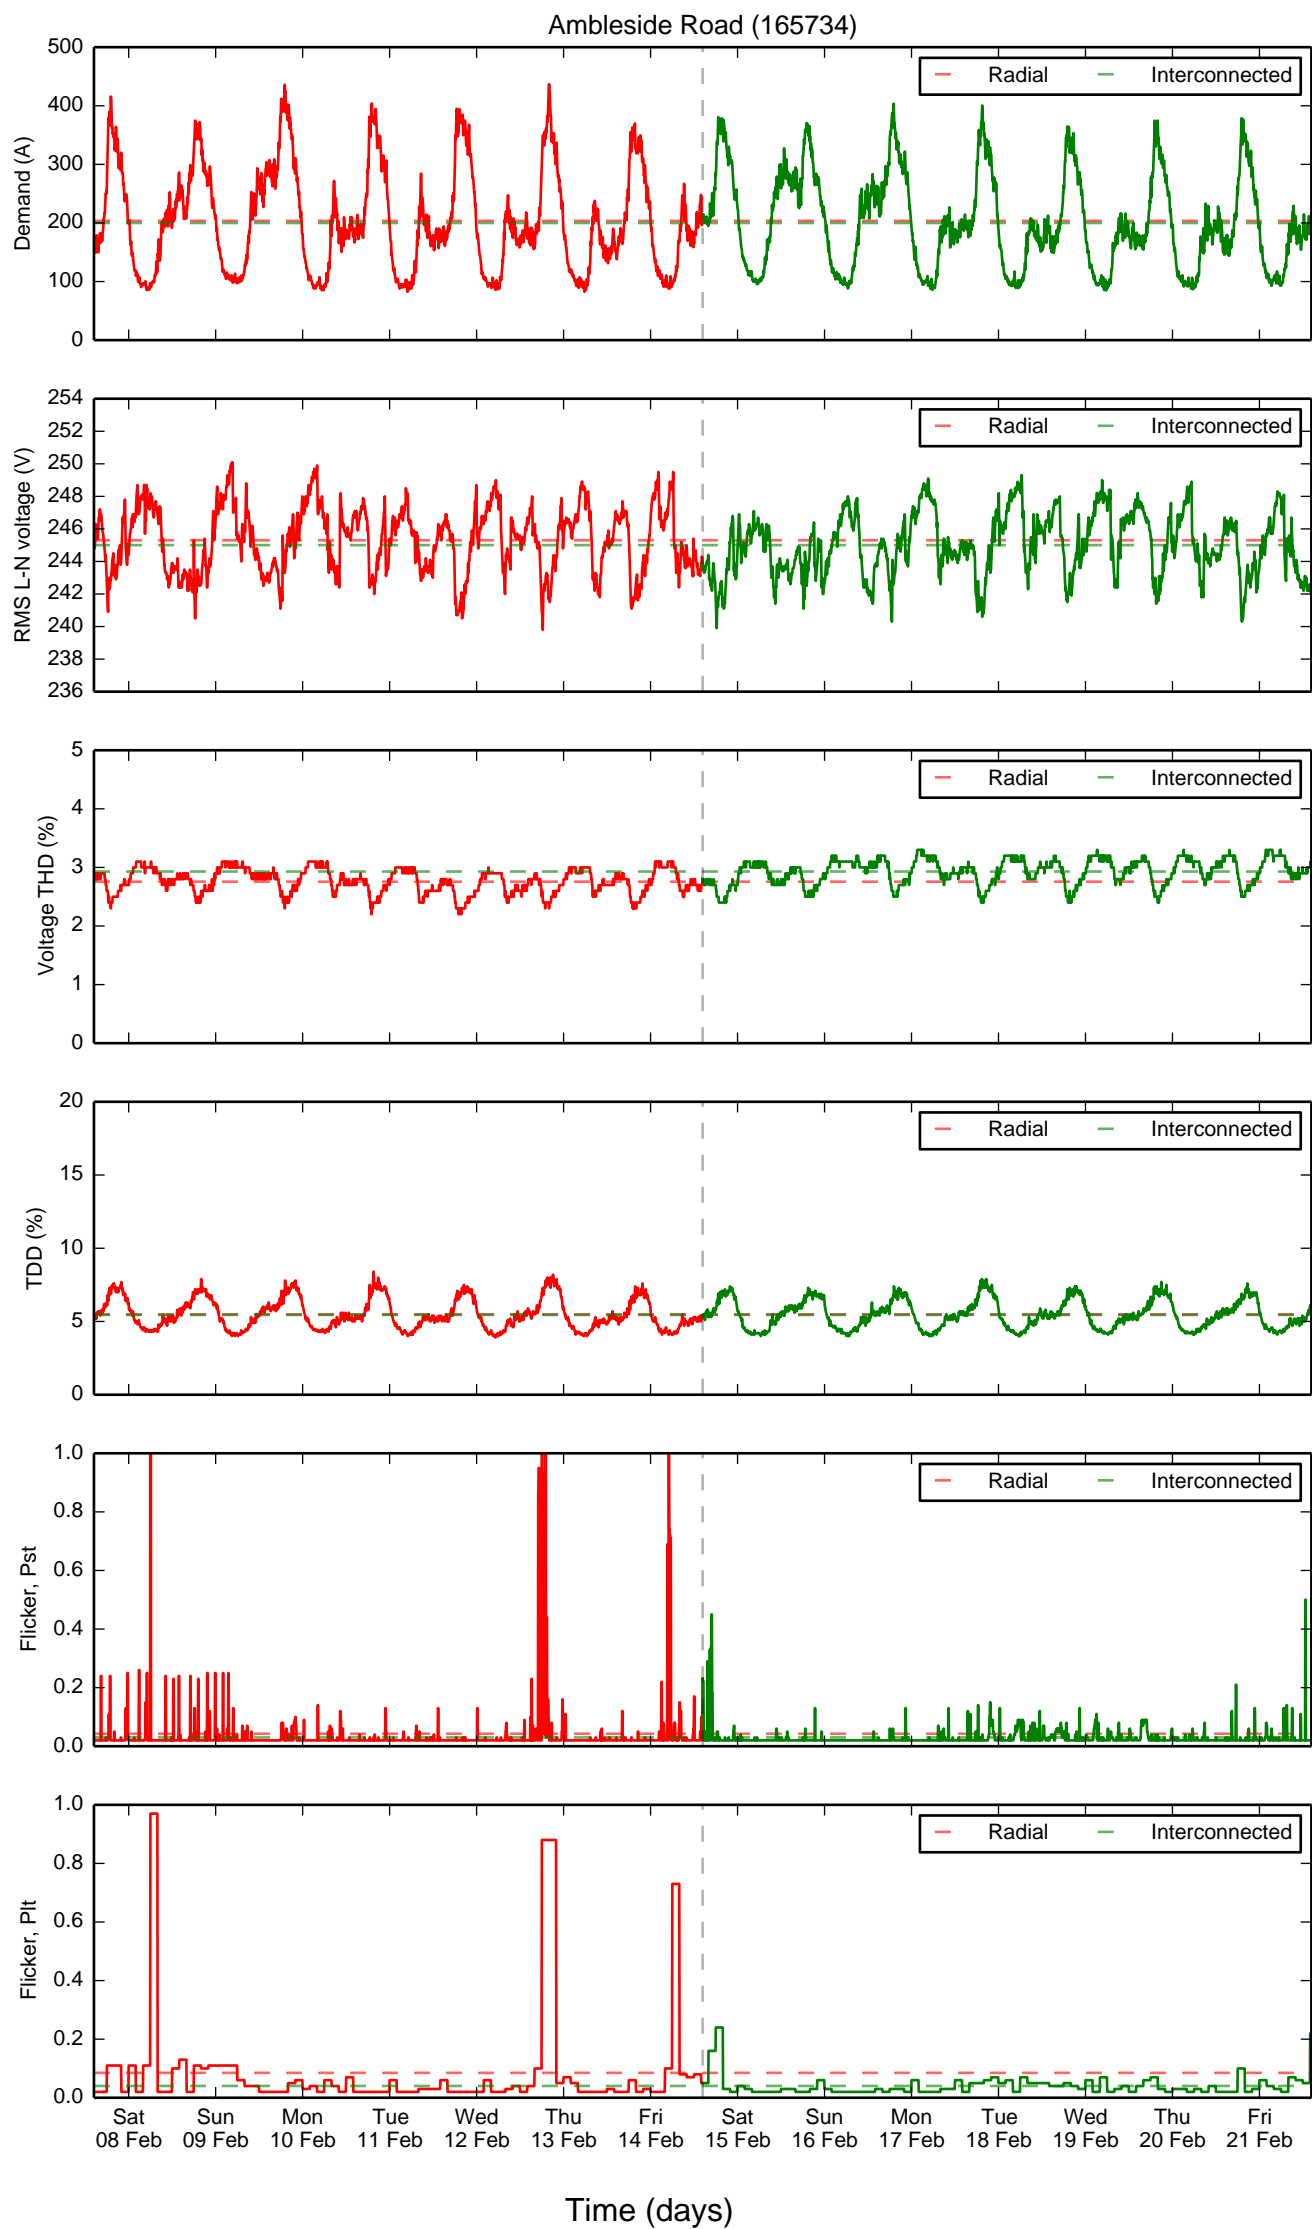 Ambleside Road (165734)
500
400
300
200
100
0
Demand (A)
Radial
Interconnected
254
252
250
248
246
244
242
240
238
236
RMS L-N voltage (V)
Radial
Interconnected
5
4
3
2
1
0
Voltage THD (%)
Radial
Interconnected
20
15
10
5
0
TDD (%)
Radial
Interconnected
1.0
0.8
0.6
0.4
0.2
0.0
Flicker, Pst
Radial
Interconnected
1.0
0.8
0.6
0.4
0.2
0.0
Flicker, Plt
Radial
Interconnected
Sat Sun Mon Tue Wed Thu Fri Sat Sun Mon Tue Wed Thu Fri
08 Feb 09 Feb 10 Feb 11 Feb 12 Feb 13 Feb 14 Feb 15 Feb 16 Feb 17 Feb 18 Feb 19 Feb 20 Feb 21 Feb
Time (days)